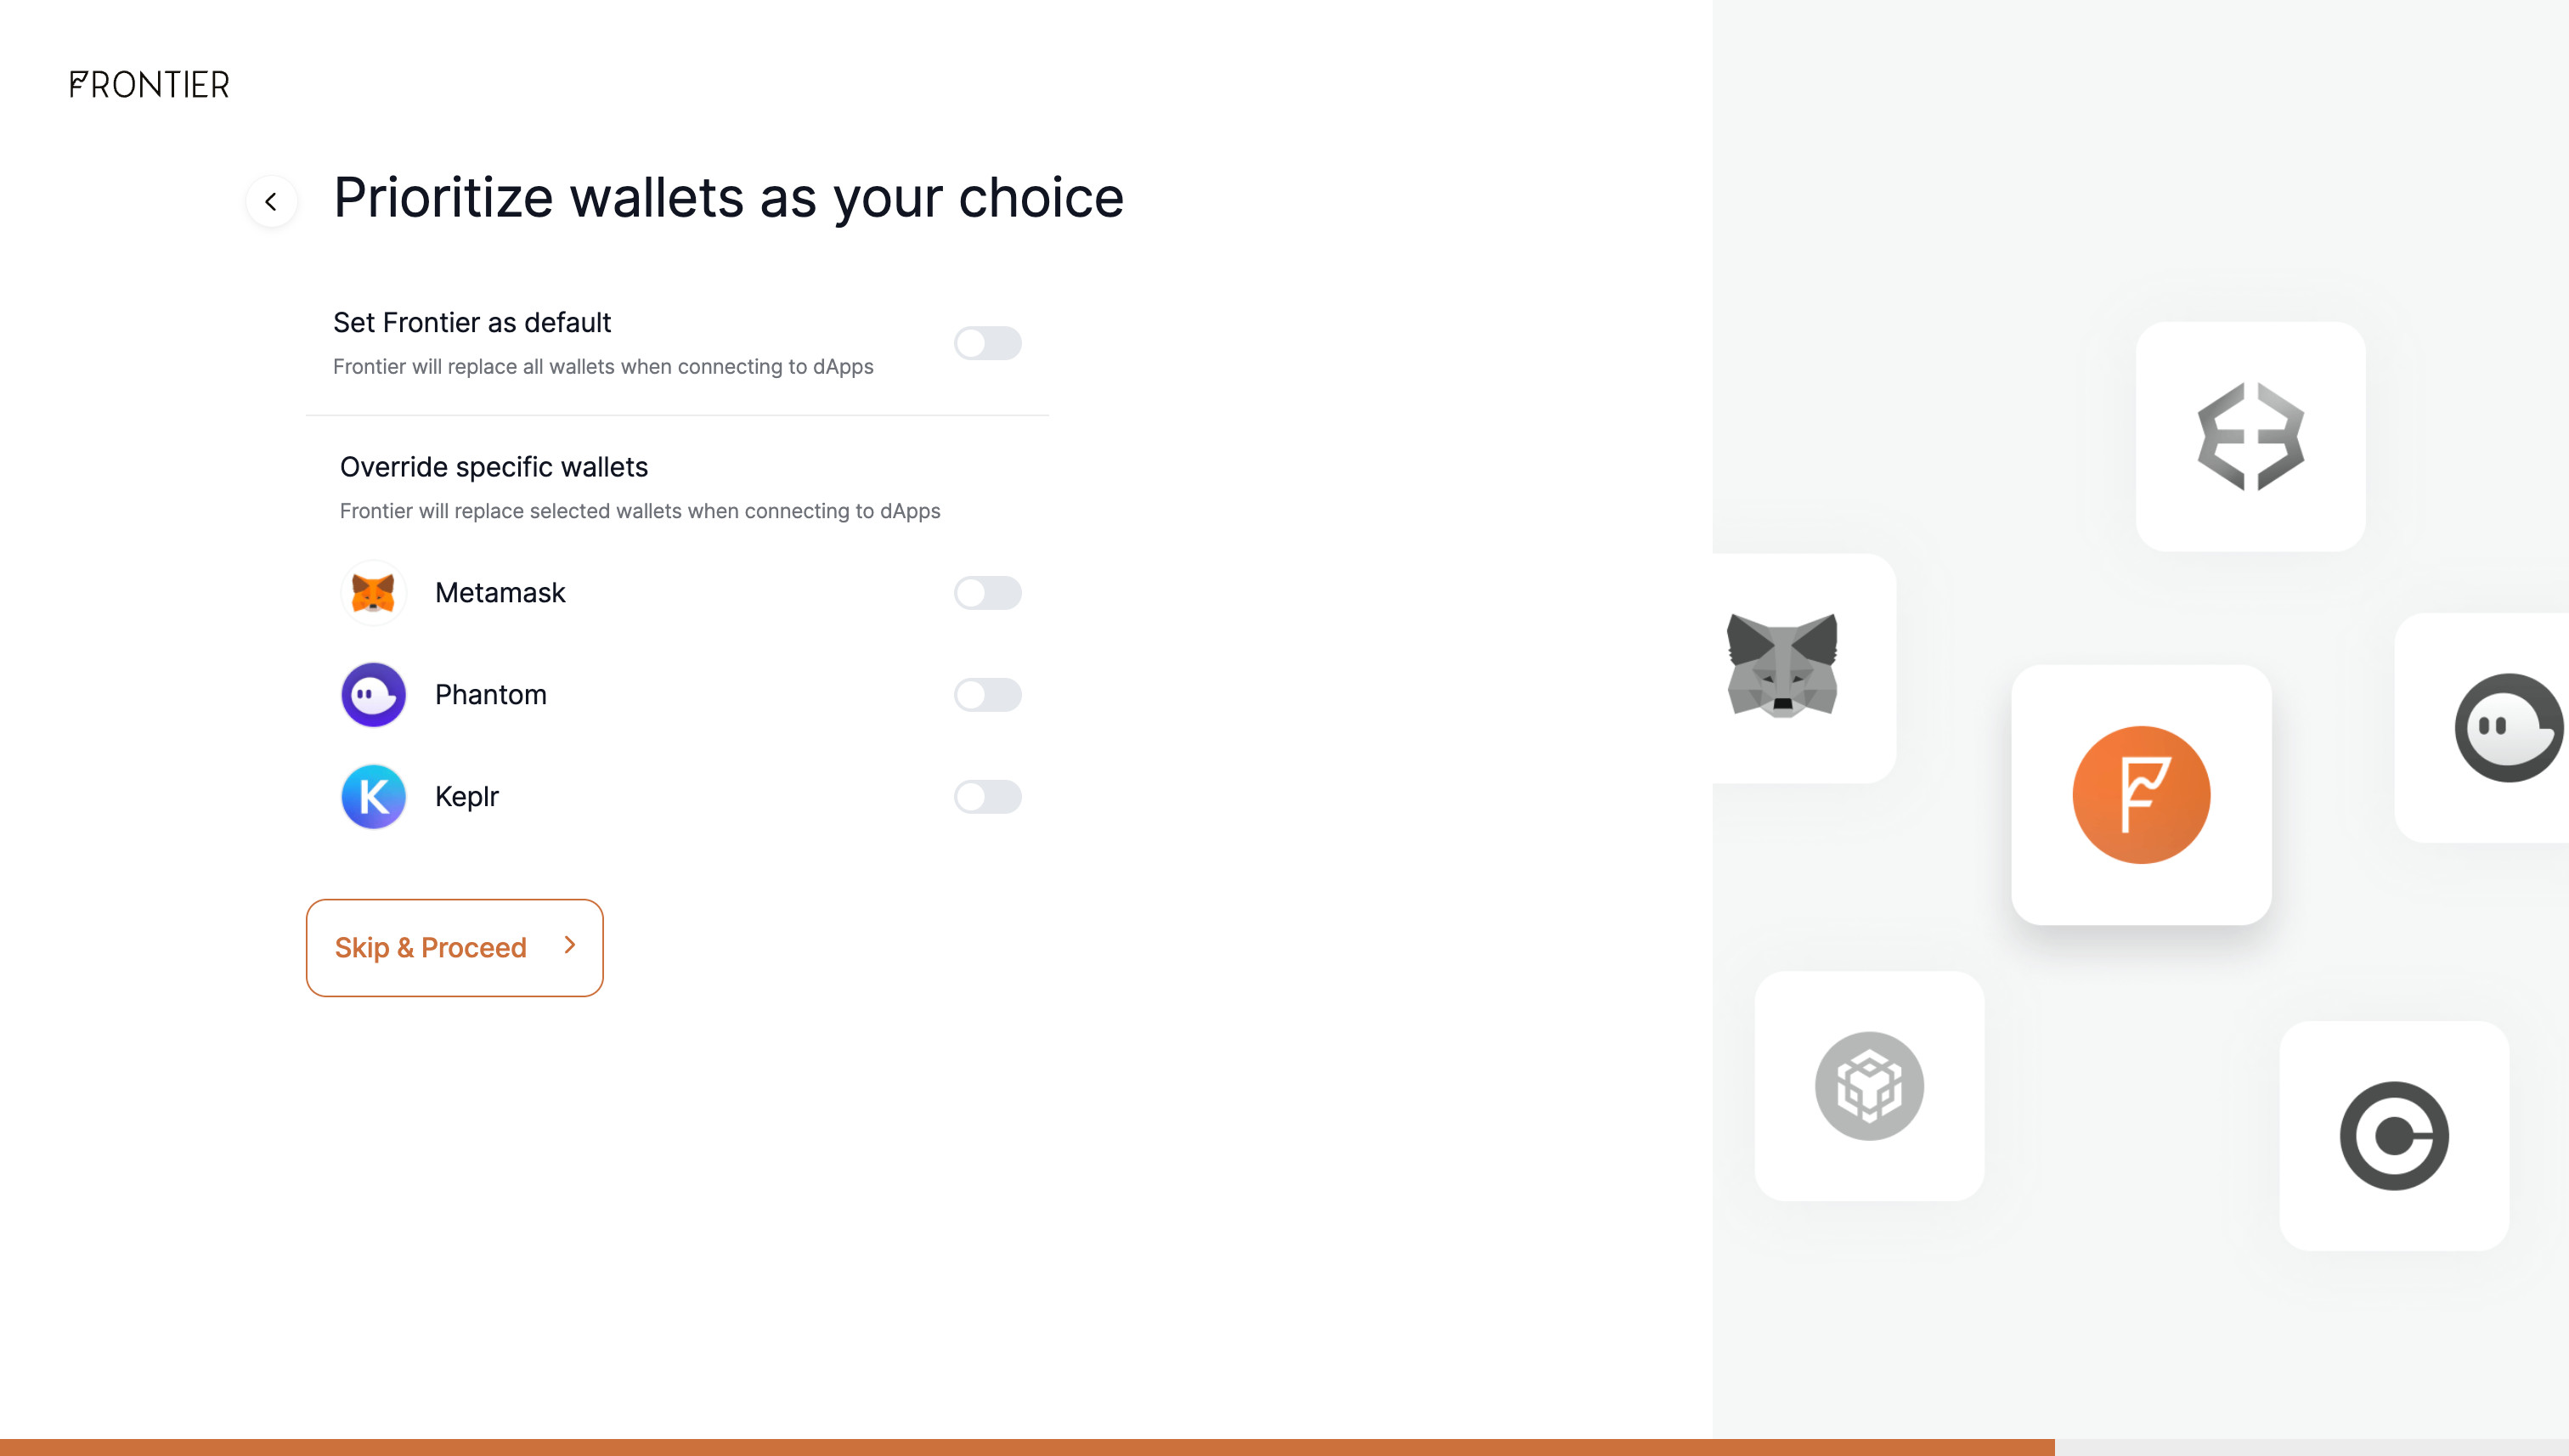 FRONTIER
Prioritize wallets as your choice
Set Frontier as default
Frontier will replace all wallets when connecting to dApps
Override specific wallets
Frontier will replace selected wallets when connecting to dApps
Metamask
Phantom
Keplr
Skip & Proceed